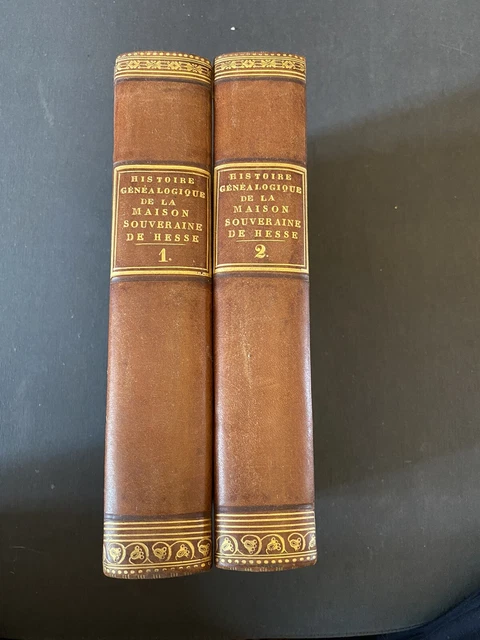 HISTOIRE
GÉNÉALOGIQUE
DE LA
MAISON
SOUVERAINE
DE HESSE
1.
HISTOIRE
GÉNÉALOGIQUE
DE LA
MAISON
SOUVERAINE
DE HESSE
2.